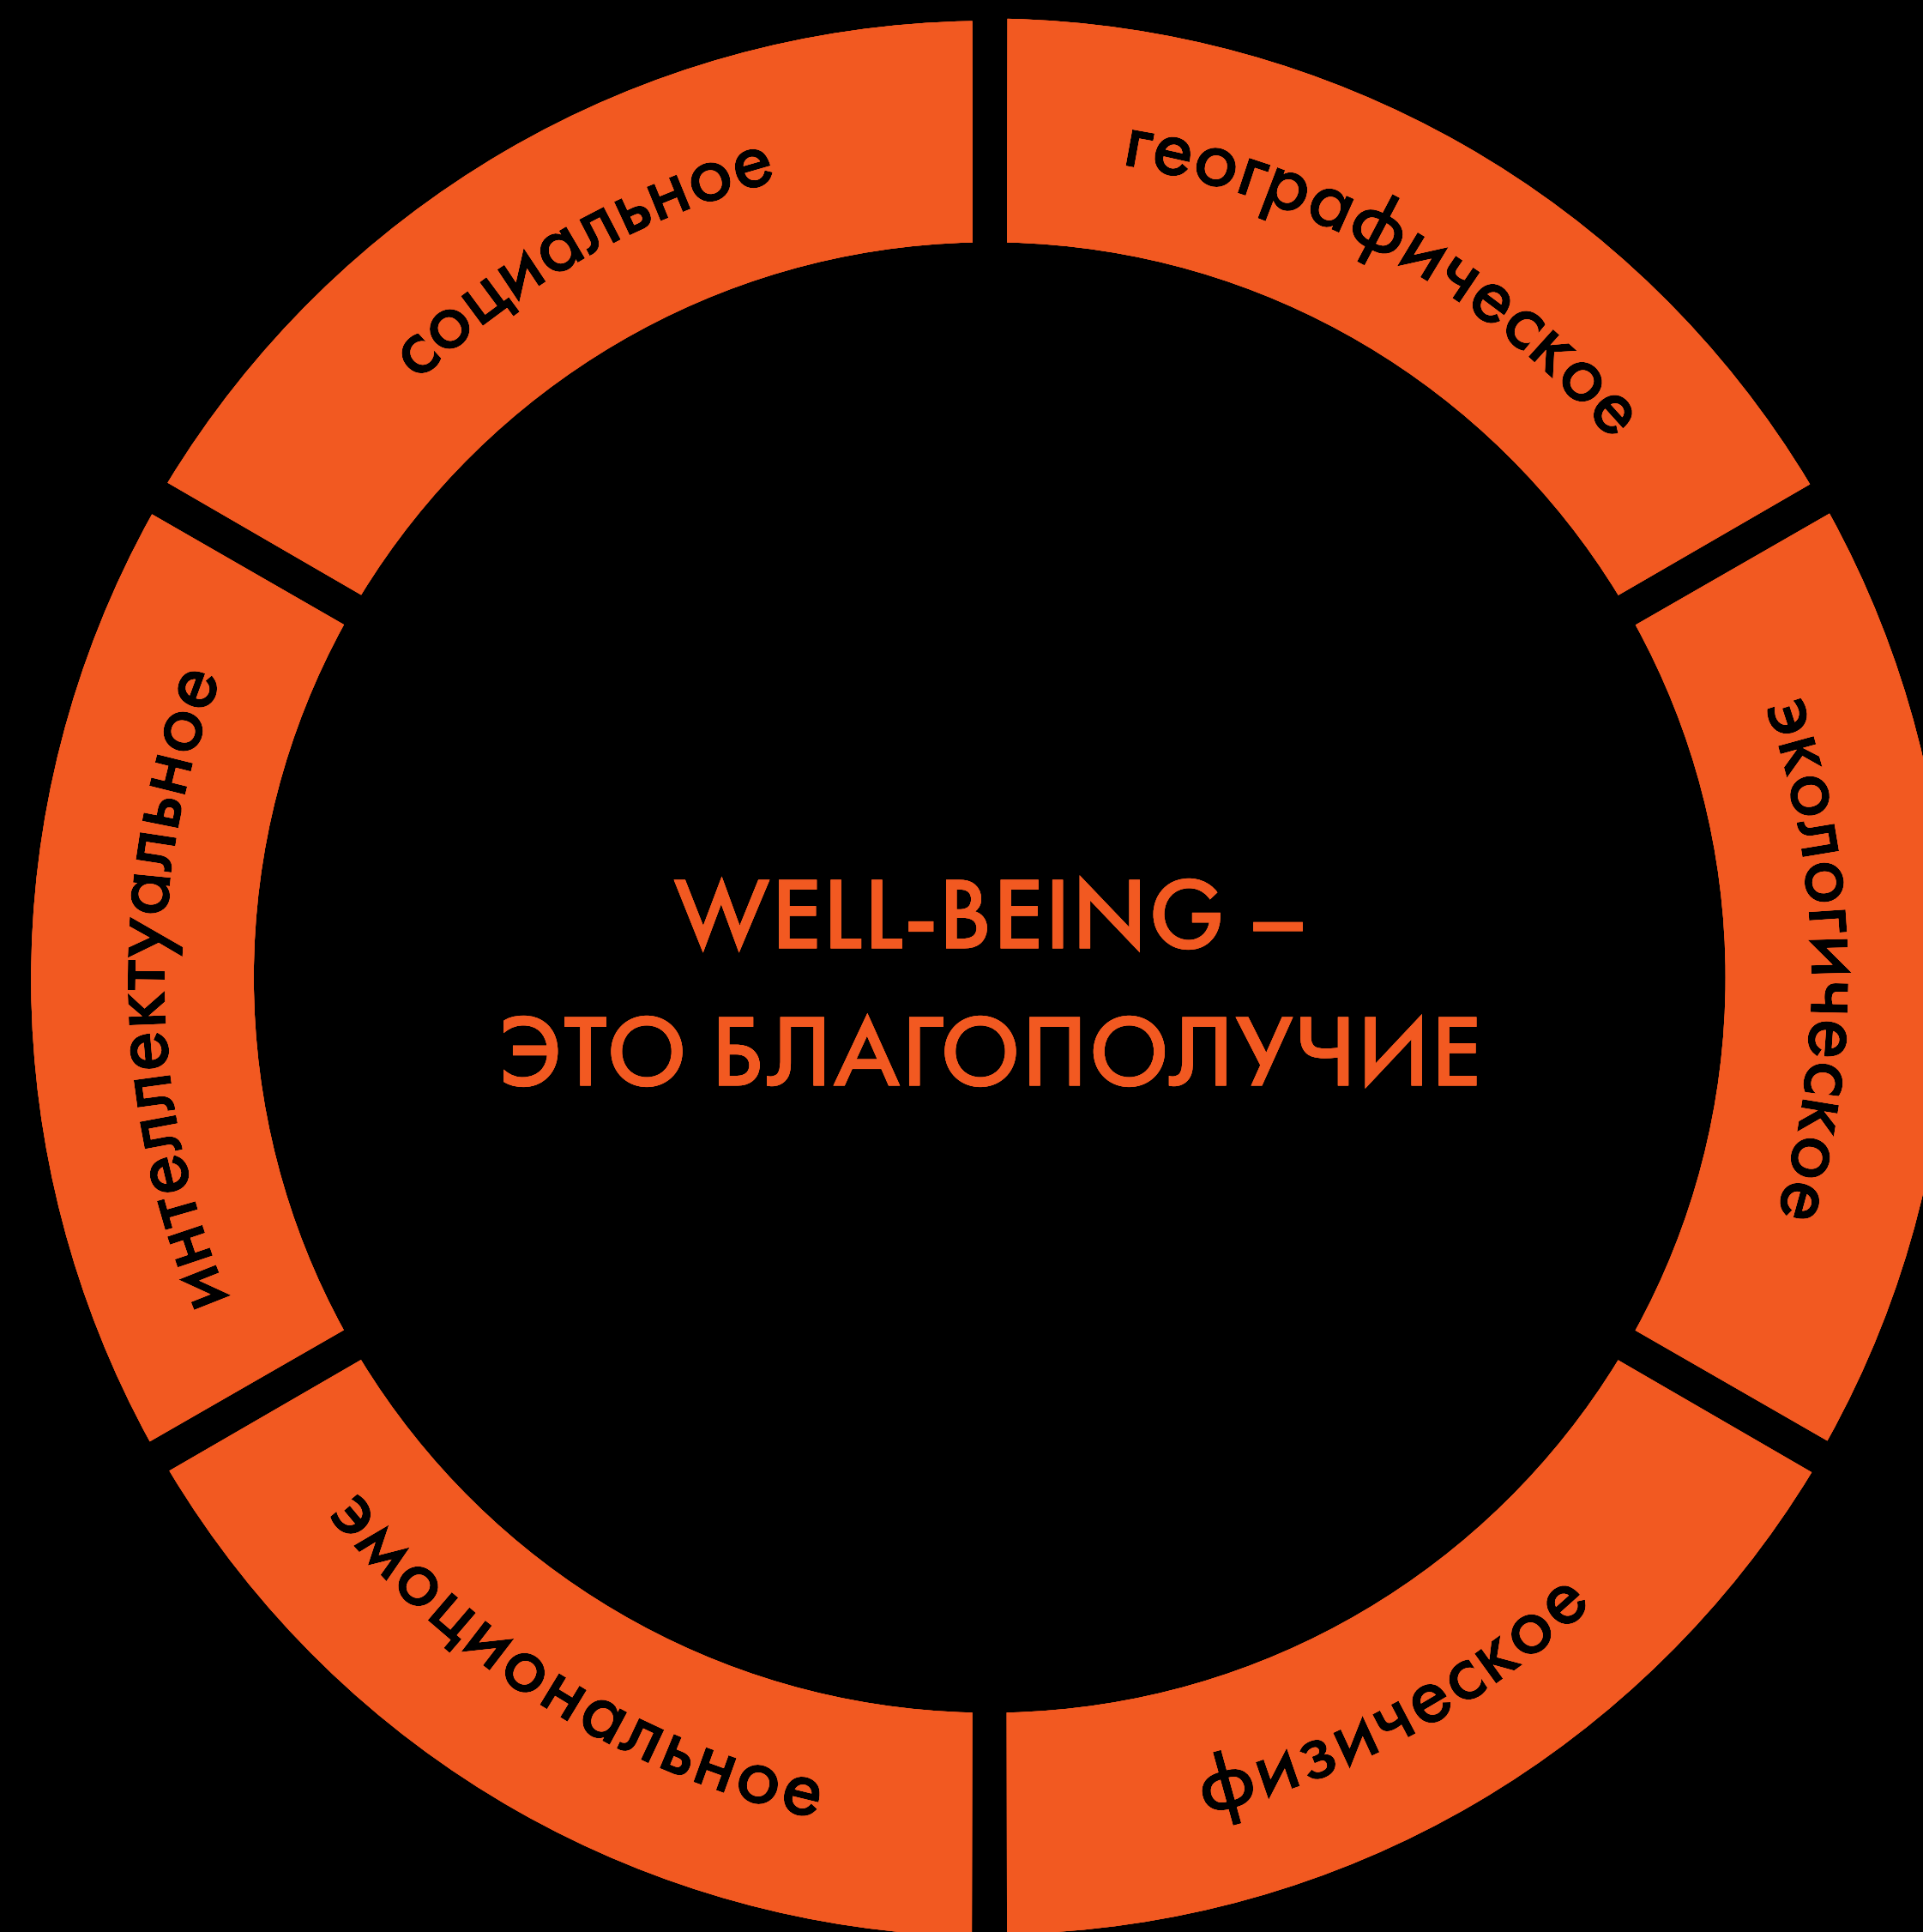 социальное
географическое
экологическое
физическое
эмоциональное
интеллектуальное
WELL-BEING –
ЭТО БЛАГОПОЛУЧИЕ